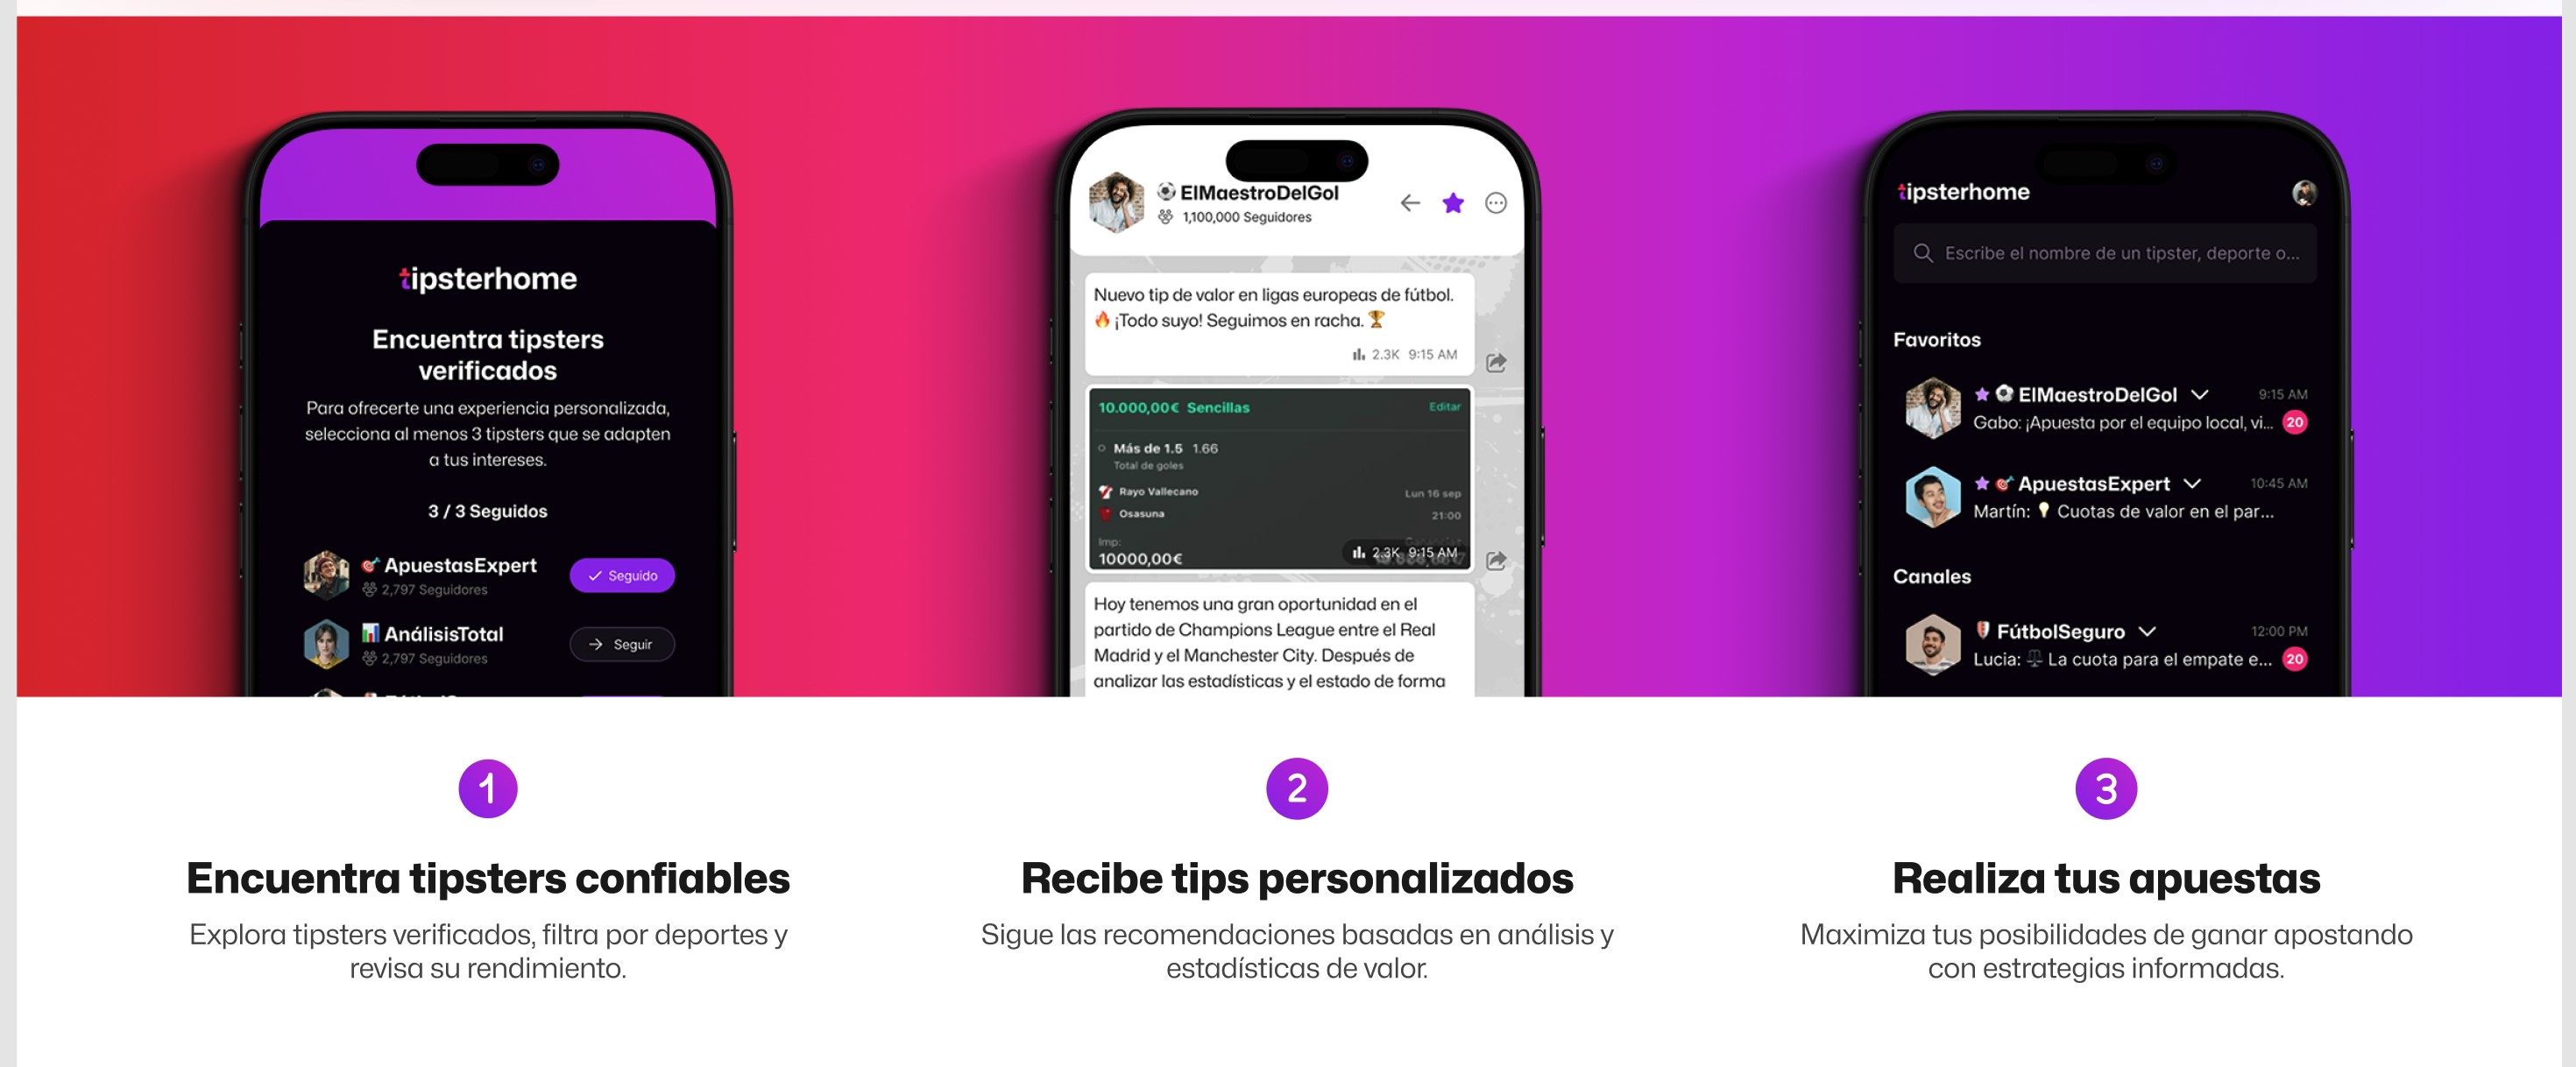 tipsterhome
Encuentra tipsters
verificados
Para ofrecerte una experiencia personalizada,
selecciona al menos 3 tipsters que se adapten
a tus intereses.
3 / 3 Seguidos
ApuestasExpert
2,797 Seguidores
Seguido
AnálisisTotal
2,797 Seguidores
Seguir
ElMaestroDelGol
1,100,000 Seguidores
Nuevo tip de valor en ligas europeas de fútbol.
🔥 ¡Todo suyo! Seguimos en racha. 🏆
2.3K 9:15 AM
10.000,00€ Sencillas
Editar
Más de 1.5 1.66
Total de goles
Rayo Vallecano
Lun 16 sep
Osasuna
21:00
Imp:
Ganancias
10000,00€
2.3K 9:15 AM
Hoy tenemos una gran oportunidad en el
partido de Champions League entre el Real
Madrid y el Manchester City. Después de
analizar las estadísticas y el estado de forma
tipsterhome
Escribe el nombre de un tipster, deporte o...
Favoritos
ElMaestroDelGol
9:15 AM
Gabo: ¡Apuesta por el equipo local, vi...
20
ApuestasExpert
10:45 AM
Martín: 💡 Cuotas de valor en el par...
Canales
FútbolSeguro
12:00 PM
Lucia: ⚖ La cuota para el empate e...
20
1
Encuentra tipsters confiables
Explora tipsters verificados, filtra por deportes y
revisa su rendimiento.
2
Recibe tips personalizados
Sigue las recomendaciones basadas en análisis y
estadísticas de valor.
3
Realiza tus apuestas
Maximiza tus posibilidades de ganar apostando
con estrategias informadas.